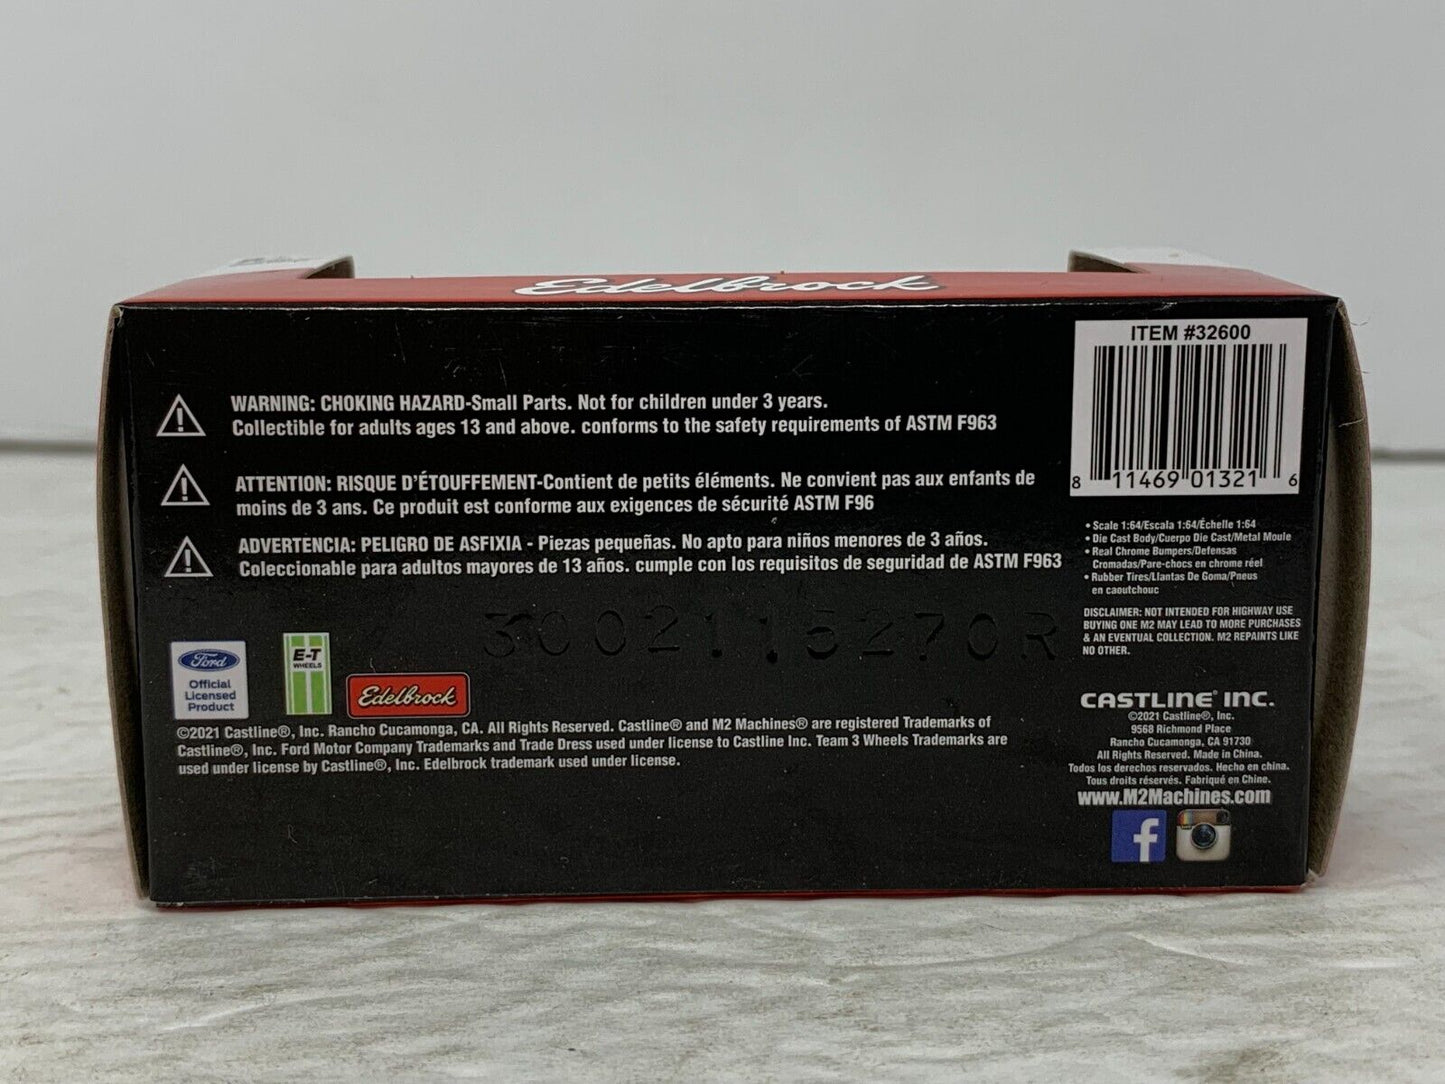 Edelbrock
ITEM #32600
8 11469 01321 6
WARNING: CHOKING HAZARD-Small Parts. Not for children under 3 years.
Collectible for adults ages 13 and above. conforms to the safety requirements of ASTM F963
ATTENTION: RISQUE D'ÉTOUFFEMENT-Contient de petits éléments. Ne convient pas aux enfants de
moins de 3 ans. Ce produit est conforme aux exigences de sécurité ASTM F96
ADVERTENCIA: PELIGRO DE ASFIXIA - Piezas pequeñas. No apto para niños menores de 3 años.
Coleccionable para adultos mayores de 13 años. cumple con los requisitos de seguridad de ASTM F963
• Scale 1:64/Escala 1:64/Échelle 1:64
• Die Cast Body/Cuerpo Die Cast/Metal Moule
• Real Chrome Bumpers/Defensas
Cromadas/Pare-chocs en chrome réel
• Rubber Tires/Llantas De Goma/Pneus
en caoutchouc
DISCLAIMER: NOT INTENDED FOR HIGHWAY USE
BUYING ONE M2 MAY LEAD TO MORE PURCHASES
& AN EVENTUAL COLLECTION. M2 REPAINTS LIKE
NO OTHER.
3002115270R
Ford
Official
Licensed
Product
E-T
WHEELS
Edelbrock
©2021 Castline®, Inc. Rancho Cucamonga, CA. All Rights Reserved. Castline® and M2 Machines® are registered Trademarks of
Castline®, Inc. Ford Motor Company Trademarks and Trade Dress used under license to Castline Inc. Team 3 Wheels Trademarks are
used under license by Castline®, Inc. Edelbrock trademark used under license.
CASTLINE® INC.
©2021 Castline®, Inc.
9568 Richmond Place
Rancho Cucamonga, CA 91730
All Rights Reserved. Made in China.
Todos los derechos reservados. Hecho en china.
Tous droits réservés. Fabriqué en Chine.
www.M2Machines.com